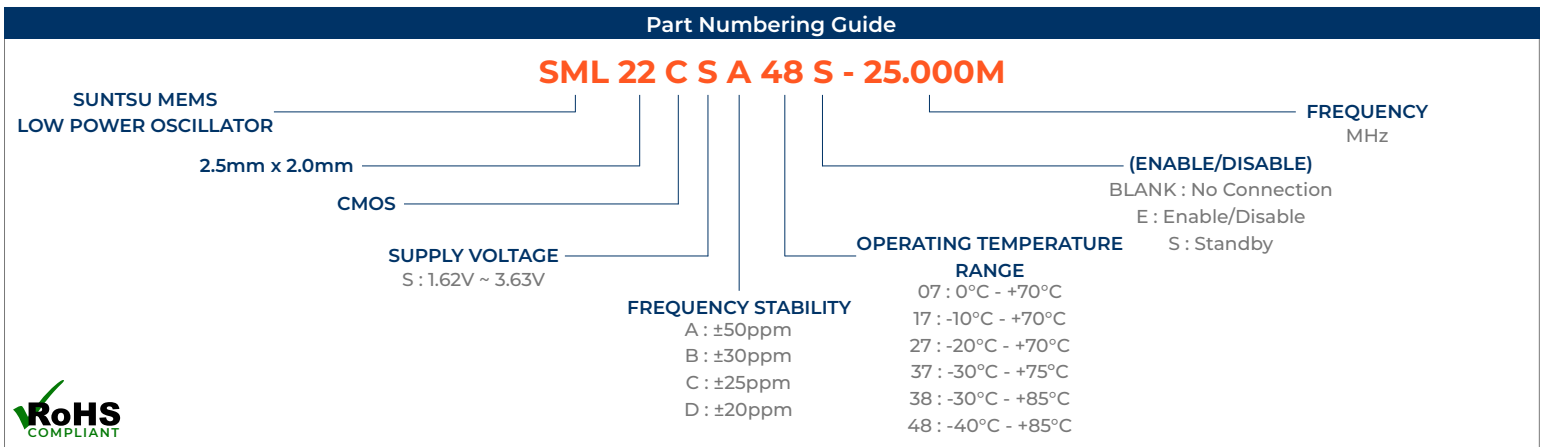 Part Numbering Guide
SML 22 C S A 48 S - 25.000M
SUNTSU MEMS
LOW POWER OSCILLATOR
2.5mm x 2.0mm
CMOS
SUPPLY VOLTAGE
S : 1.62V ~ 3.63V
FREQUENCY STABILITY
A : ±50ppm
B : ±30ppm
C : ±25ppm
D : ±20ppm
OPERATING TEMPERATURE
RANGE
07 : 0°C - +70°C
17 : -10°C - +70°C
27 : -20°C - +70°C
37 : -30°C - +75°C
38 : -30°C - +85°C
48 : -40°C - +85°C
(ENABLE/DISABLE)
BLANK : No Connection
E : Enable/Disable
S : Standby
FREQUENCY
MHz
RoHS
COMPLIANT